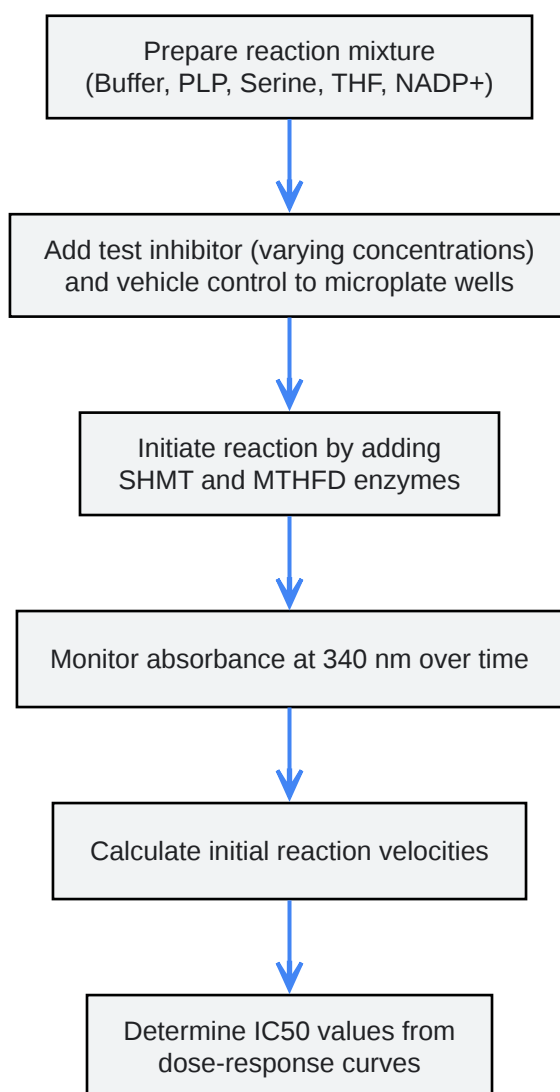 Prepare reaction mixture
(Buffer, PLP, Serine, THF, NADP+)
Add test inhibitor (varying concentrations)
and vehicle control to microplate wells
Initiate reaction by adding
SHMT and MTHFD enzymes
Monitor absorbance at 340 nm over time
Calculate initial reaction velocities
Determine IC50 values from
dose-response curves